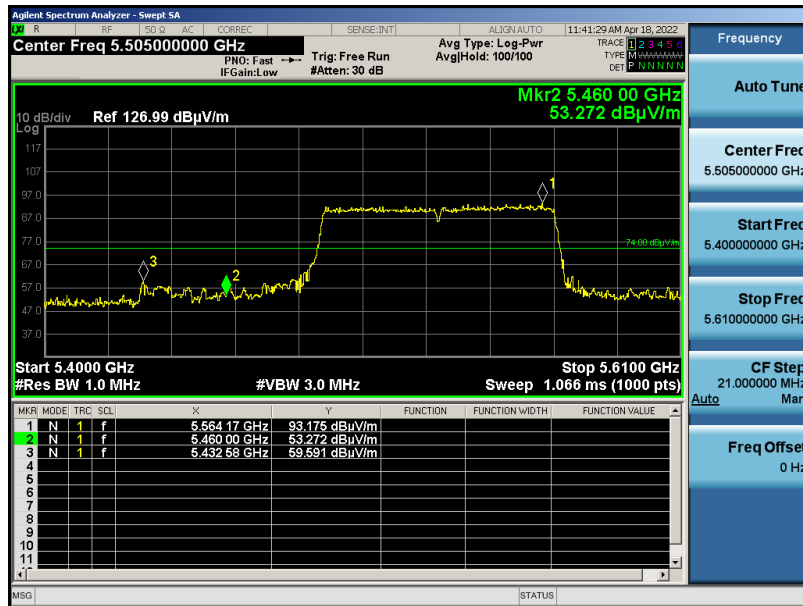 Agilent Spectrum Analyzer - Swept SA
LXI R RF 50 Ω AC CORREC SENSE:INT ALIGN AUTO 11:41:29 AM Apr 18, 2022
Center Freq 5.505000000 GHz
PNO: Fast
IFGain:Low
Trig: Free Run
#Atten: 30 dB
Avg Type: Log-Pwr
Avg|Hold: 100/100
TRACE 1 2 3 4 5 6
TYPE M
DET P N N N N N
Mkr2 5.460 00 GHz
53.272 dBµV/m
10 dB/div Ref 126.99 dBµV/m
Log
117
107
97.0
87.0
77.0
67.0
57.0
47.0
37.0
1
2
3
74.00 dBµV/m
Start 5.4000 GHz Stop 5.6100 GHz
#Res BW 1.0 MHz #VBW 3.0 MHz Sweep 1.066 ms (1000 pts)
MKR MODE TRC SCL X Y FUNCTION FUNCTION WIDTH FUNCTION VALUE
1 N 1 f 5.564 17 GHz 93.175 dBµV/m
2 N 1 f 5.460 00 GHz 53.272 dBµV/m
3 N 1 f 5.432 58 GHz 59.591 dBµV/m
4
5
6
7
8
9
10
11
MSG STATUS
Frequency
Auto Tune
Center Freq
5.505000000 GHz
Start Freq
5.400000000 GHz
Stop Freq
5.610000000 GHz
CF Step
21.000000 MHz
Auto Man
Freq Offset
0 Hz